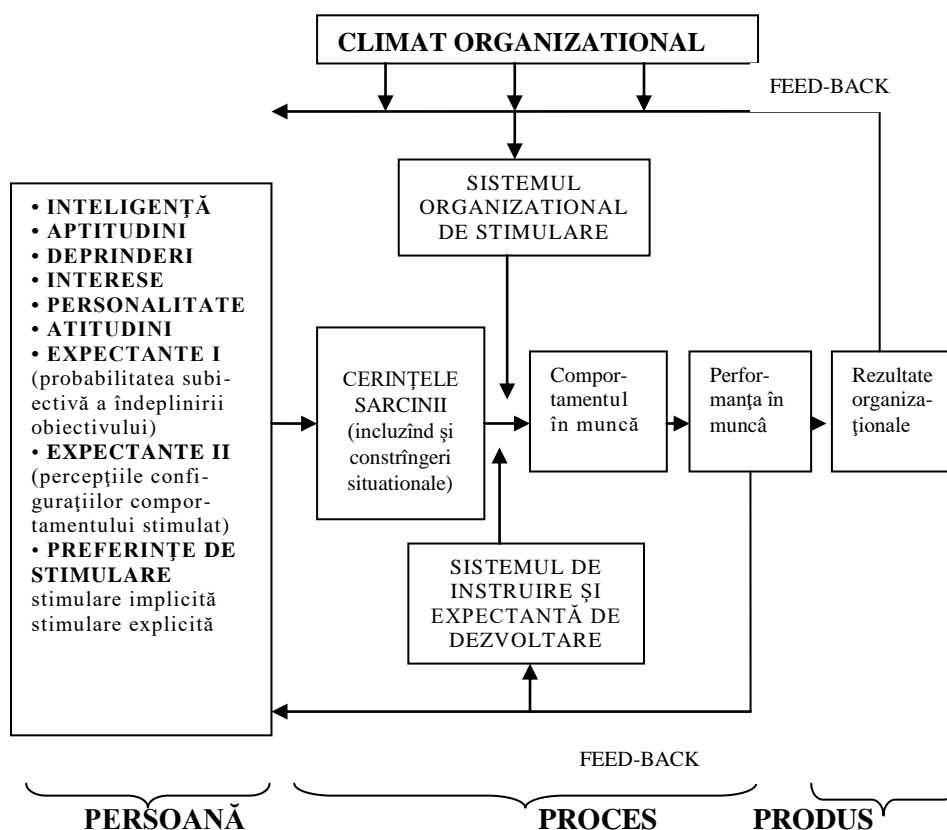 CLIMAT ORGANIZATIONAL
FEED-BACK
SISTEMUL
ORGANIZATIONAL
DE STIMULARE
• INTELIGENŢĂ
• APTITUDINI
• DEPRINDERI
• INTERESE
• PERSONALITATE
• ATITUDINI
• EXPECTANTE I
(probabilitatea subi-
ectivă a îndeplinirii
obiectivului)
• EXPECTANTE II
(percepţiile confi-
guraţiilor compor-
tamentului stimulat)
• PREFERINŢE DE
STIMULARE
stimulare implicită
stimulare explicită
CERINŢELE
SARCINII
(incluzînd şi
constrîngeri
situationale)
Compor-
tamentul
în muncă
Perfor-
manţa în
muncâ
Rezultate
organiza-
ţionale
SISTEMUL DE
INSTRUIRE ŞI
EXPECTANTĂ DE
DEZVOLTARE
FEED-BACK
PERSOANĂ PROCES PRODUS